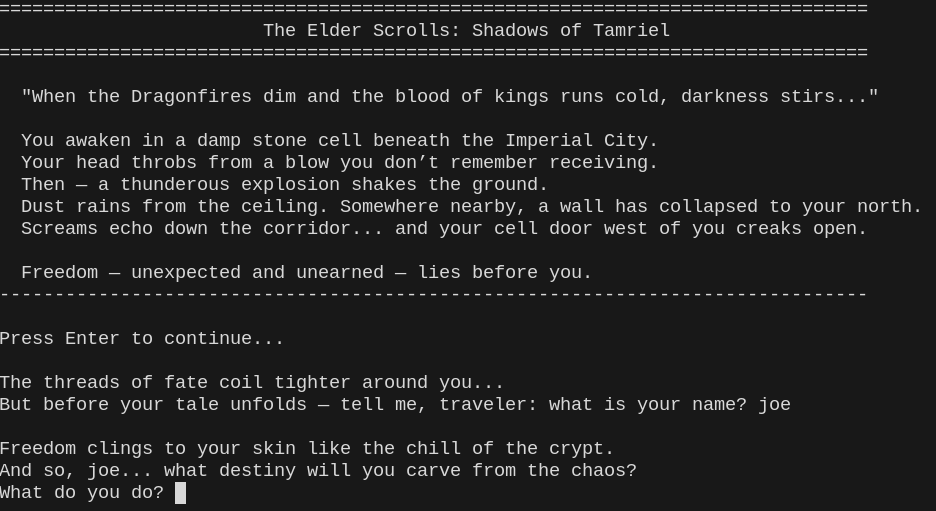 ===============================================================================
The Elder Scrolls: Shadows of Tamriel
===============================================================================
"When the Dragonfires dim and the blood of kings runs cold, darkness stirs..."
You awaken in a damp stone cell beneath the Imperial City.
Your head throbs from a blow you don’t remember receiving.
Then — a thunderous explosion shakes the ground.
Dust rains from the ceiling. Somewhere nearby, a wall has collapsed to your north.
Screams echo down the corridor... and your cell door west of you creaks open.
Freedom — unexpected and unearned — lies before you.
-------------------------------------------------------------------------------
Press Enter to continue...
The threads of fate coil tighter around you...
But before your tale unfolds — tell me, traveler: what is your name? joe
Freedom clings to your skin like the chill of the crypt.
And so, joe... what destiny will you carve from the chaos?
What do you do?